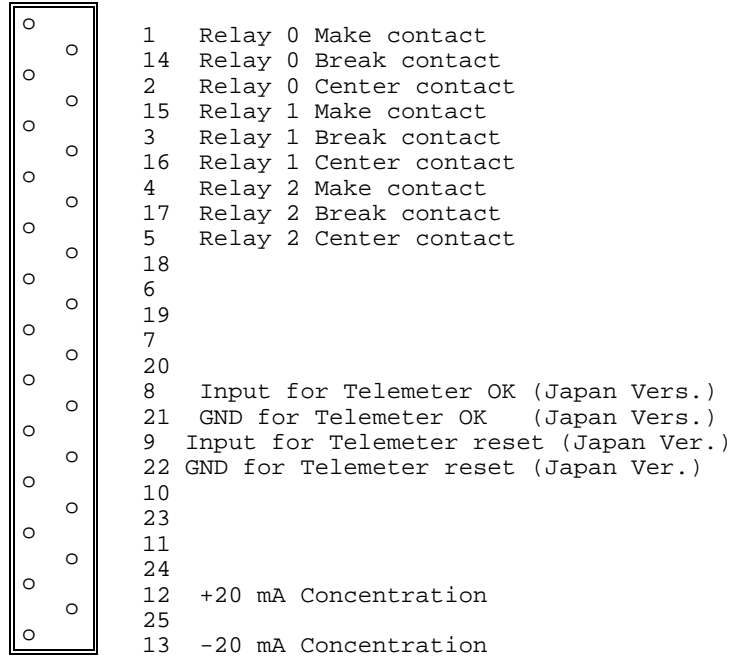 1 Relay 0 Make contact
14 Relay 0 Break contact
2 Relay 0 Center contact
15 Relay 1 Make contact
3 Relay 1 Break contact
16 Relay 1 Center contact
4 Relay 2 Make contact
17 Relay 2 Break contact
5 Relay 2 Center contact
18
6
19
7
20
8 Input for Telemeter OK (Japan Vers.)
21 GND for Telemeter OK (Japan Vers.)
9 Input for Telemeter reset (Japan Ver.)
22 GND for Telemeter reset (Japan Ver.)
10
23
11
24
12 +20 mA Concentration
25
13 -20 mA Concentration